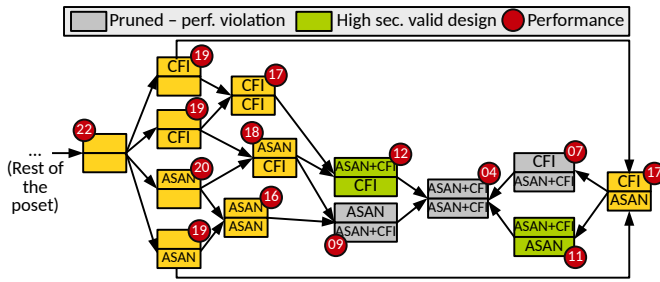 Pruned – perf. violation High sec. valid design Performance
22
...
(Rest of
the
poset)
19
CFI
19
CFI
20
ASAN
19
ASAN
17
CFI
CFI
18
ASAN
CFI
16
ASAN
ASAN
12
ASAN+CFI
CFI
ASAN
ASAN+CFI
09
04
ASAN+CFI
ASAN+CFI
07
CFI
ASAN+CFI
ASAN+CFI
ASAN
11
17
CFI
ASAN